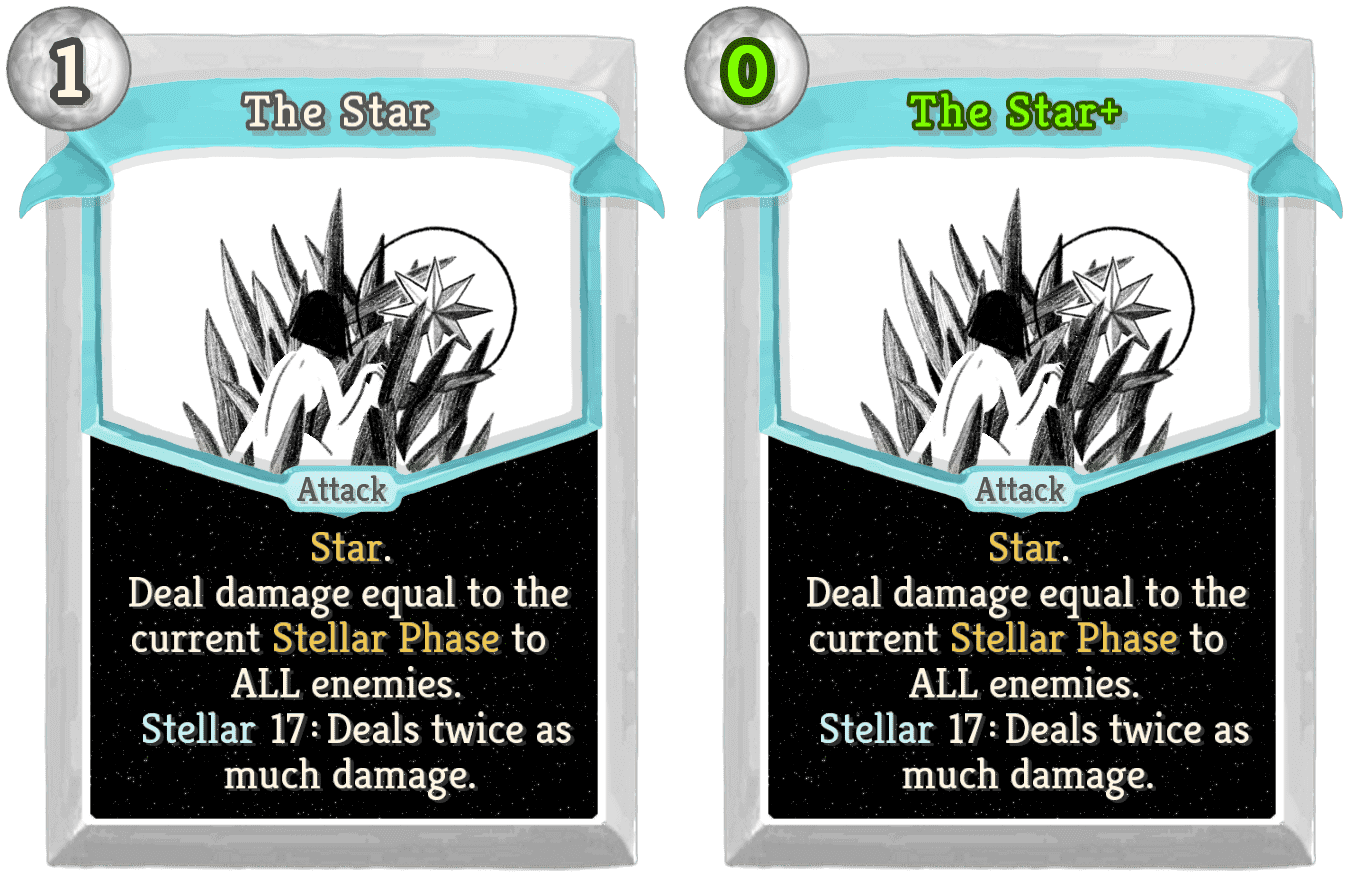 1
The Star
Attack
Star.
Deal damage equal to the
current Stellar Phase to
ALL enemies.
Stellar 17: Deals twice as
much damage.
0
The Star+
Attack
Star.
Deal damage equal to the
current Stellar Phase to
ALL enemies.
Stellar 17: Deals twice as
much damage.